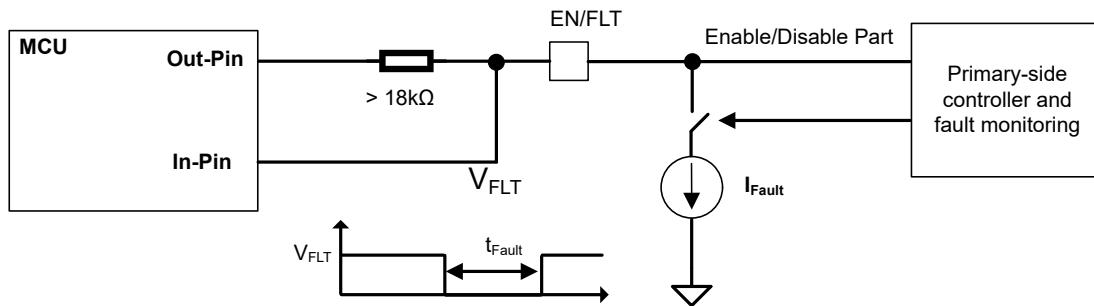 EN/FLT
MCU
Out-Pin
Enable/Disable Part
> 18kΩ
Primary-side
controller and
fault monitoring
In-Pin
VFLT
IFault
VFLT
tFault